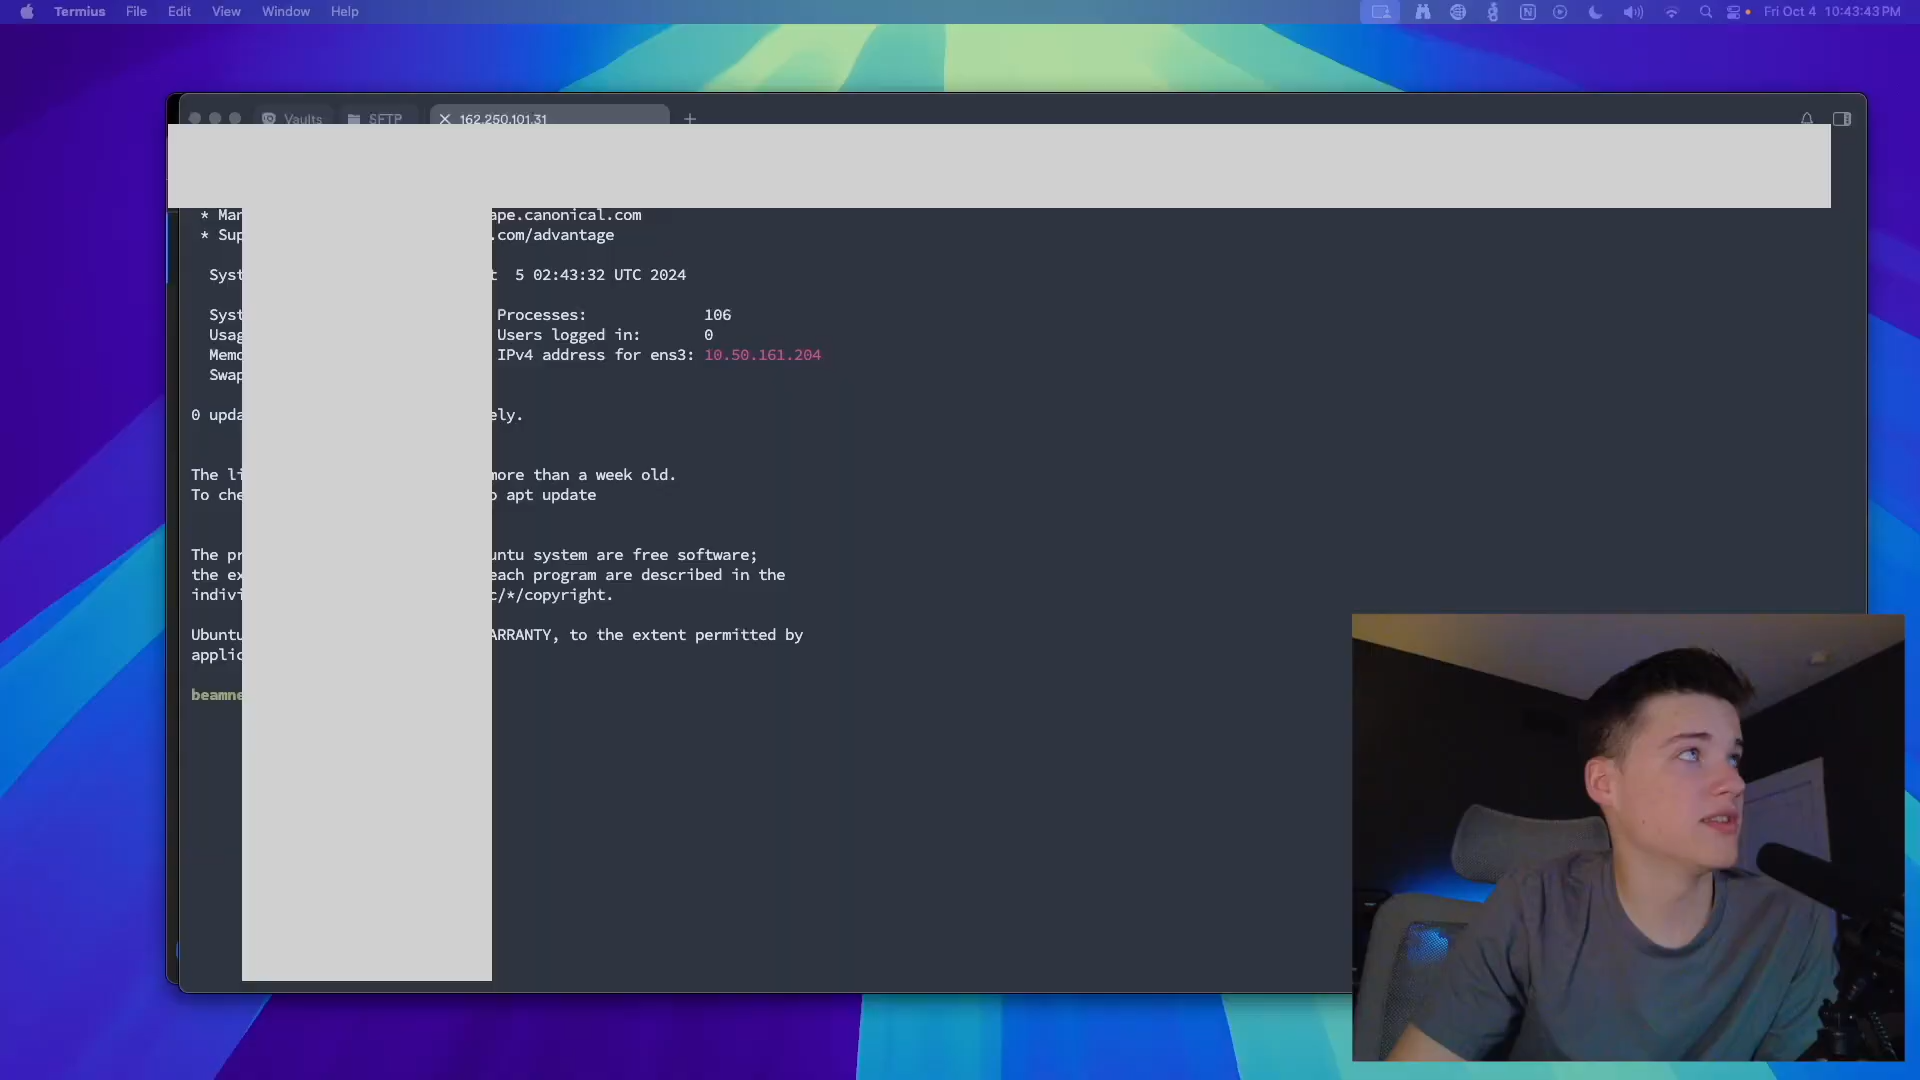 Termius File Edit View Window Help Fri Oct 4 10:43:43 PM
Vaults SFTP 162.250.101.31
* Man ape.canonical.com
* Sup .com/advantage
Syst 5 02:43:32 UTC 2024
Syst Processes: 106
Usag Users logged in: 0
Memo IPv4 address for ens3: 10.50.161.204
Swap
0 upda ely.
The li more than a week old.
To che apt update
The pr untu system are free software;
the ex each program are described in the
indivi c/*/copyright.
Ubuntu ARRANTY, to the extent permitted by
applic
beamne